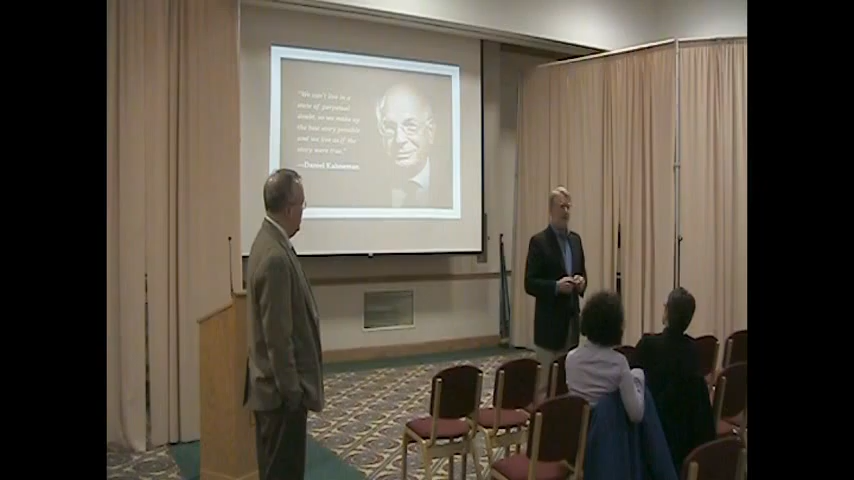 "We can't live in a
state of perpetual
doubt, so we make up
the best story possible
and we live as if the
story were true."
—Daniel Kahneman